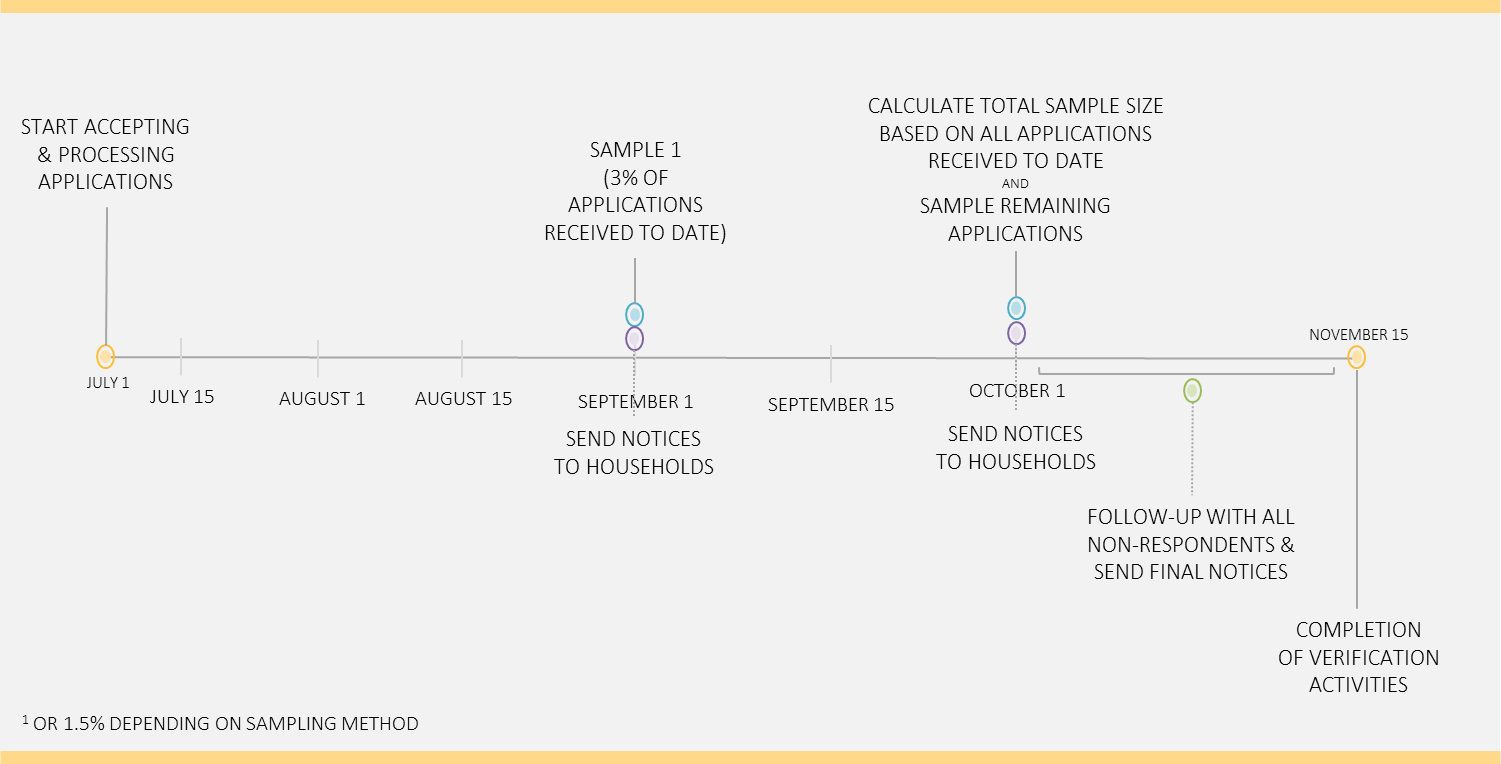 START ACCEPTING
& PROCESSING
APPLICATIONS
SAMPLE 1
(3% OF
APPLICATIONS
RECEIVED TO DATE)
CALCULATE TOTAL SAMPLE SIZE
BASED ON ALL APPLICATIONS
RECEIVED TO DATE
AND
SAMPLE REMAINING
APPLICATIONS
NOVEMBER 15
JULY 1
JULY 15
AUGUST 1
AUGUST 15
SEPTEMBER 1
SEPTEMBER 15
OCTOBER 1
SEND NOTICES
TO HOUSEHOLDS
SEND NOTICES
TO HOUSEHOLDS
FOLLOW-UP WITH ALL
NON-RESPONDENTS &
SEND FINAL NOTICES
COMPLETION
OF VERIFICATION
ACTIVITIES
1 OR 1.5% DEPENDING ON SAMPLING METHOD